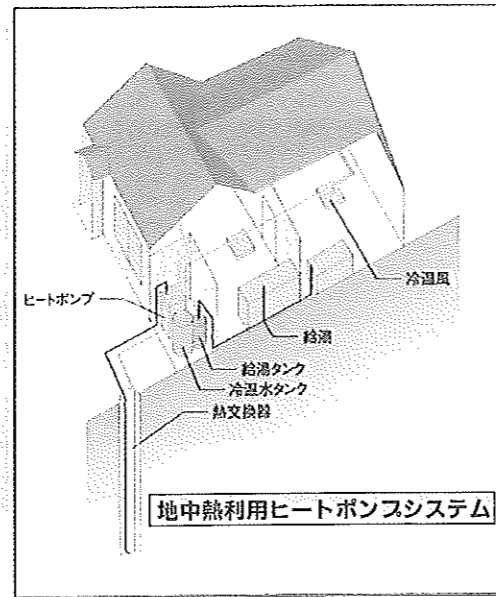 冷温風
ヒートポンプ
給湯
給湯タンク
冷温水タンク
熱交換器
地中熱利用ヒートポンプシステム